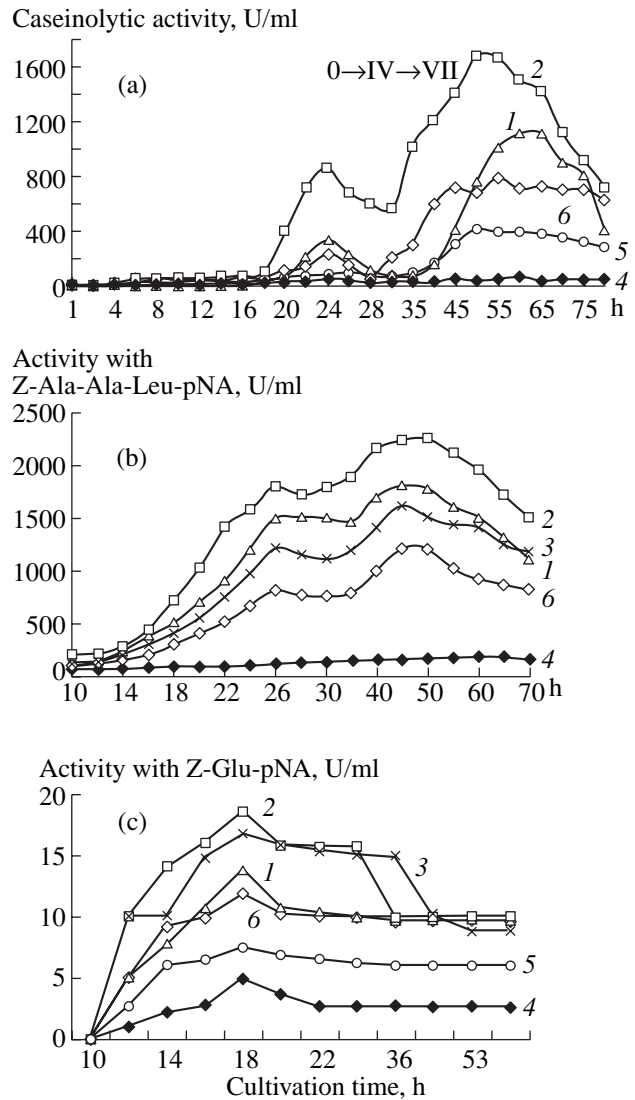 Caseinolytic activity, U/ml
1600
(a)
0→IV→VII
2
1200
1
800
6
400
5
0
4
1 4 8 12 16 20 24 28 35 45 55 65 75 h
Activity with
Z-Ala-Ala-Leu-pNA, U/ml
2500
(b)
2000
2
1500
3
1000
1
6
500
4
0
10 14 18 22 26 30 40 50 60 70 h
Activity with Z-Glu-pNA, U/ml
20
(c)
2
15
3
1
10
6
5
5
4
0
10 14 18 22 36 53
Cultivation time, h